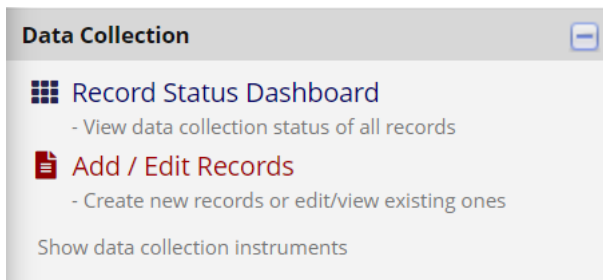 Data Collection
Record Status Dashboard
- View data collection status of all records
Add / Edit Records
- Create new records or edit/view existing ones
Show data collection instruments